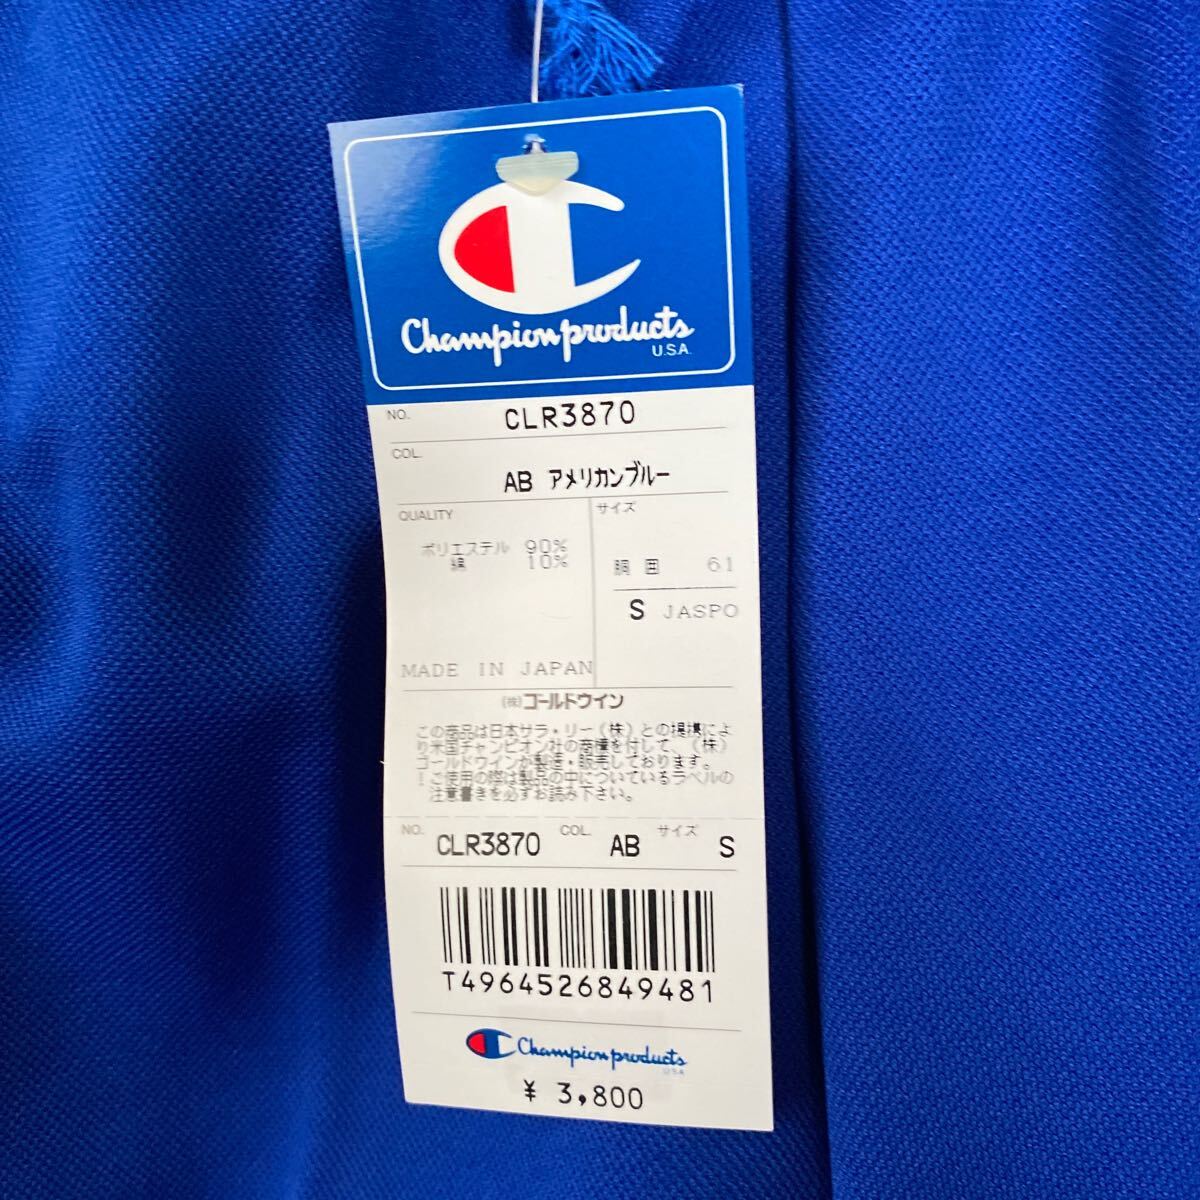 Champion products
U.S.A.
NO. CLR3870
COL. AB アメリカンブルー
QUALITY
ポリエステル 90%
綿 10%
サイズ
胴囲 61
S JASPO
MADE IN JAPAN
(株)ゴールドウイン
この商品は日本サラ・リー(株)との提携によ
り米国チャンピオン社の商標を付して、(株)
ゴールドウインが製造・販売しております。
!ご使用の際は製品の中についているラベルの
注意書きを必ずお読み下さい。
NO. CLR3870 COL. AB サイズ S
T4964526849481
Champion products
USA
¥ 3,800